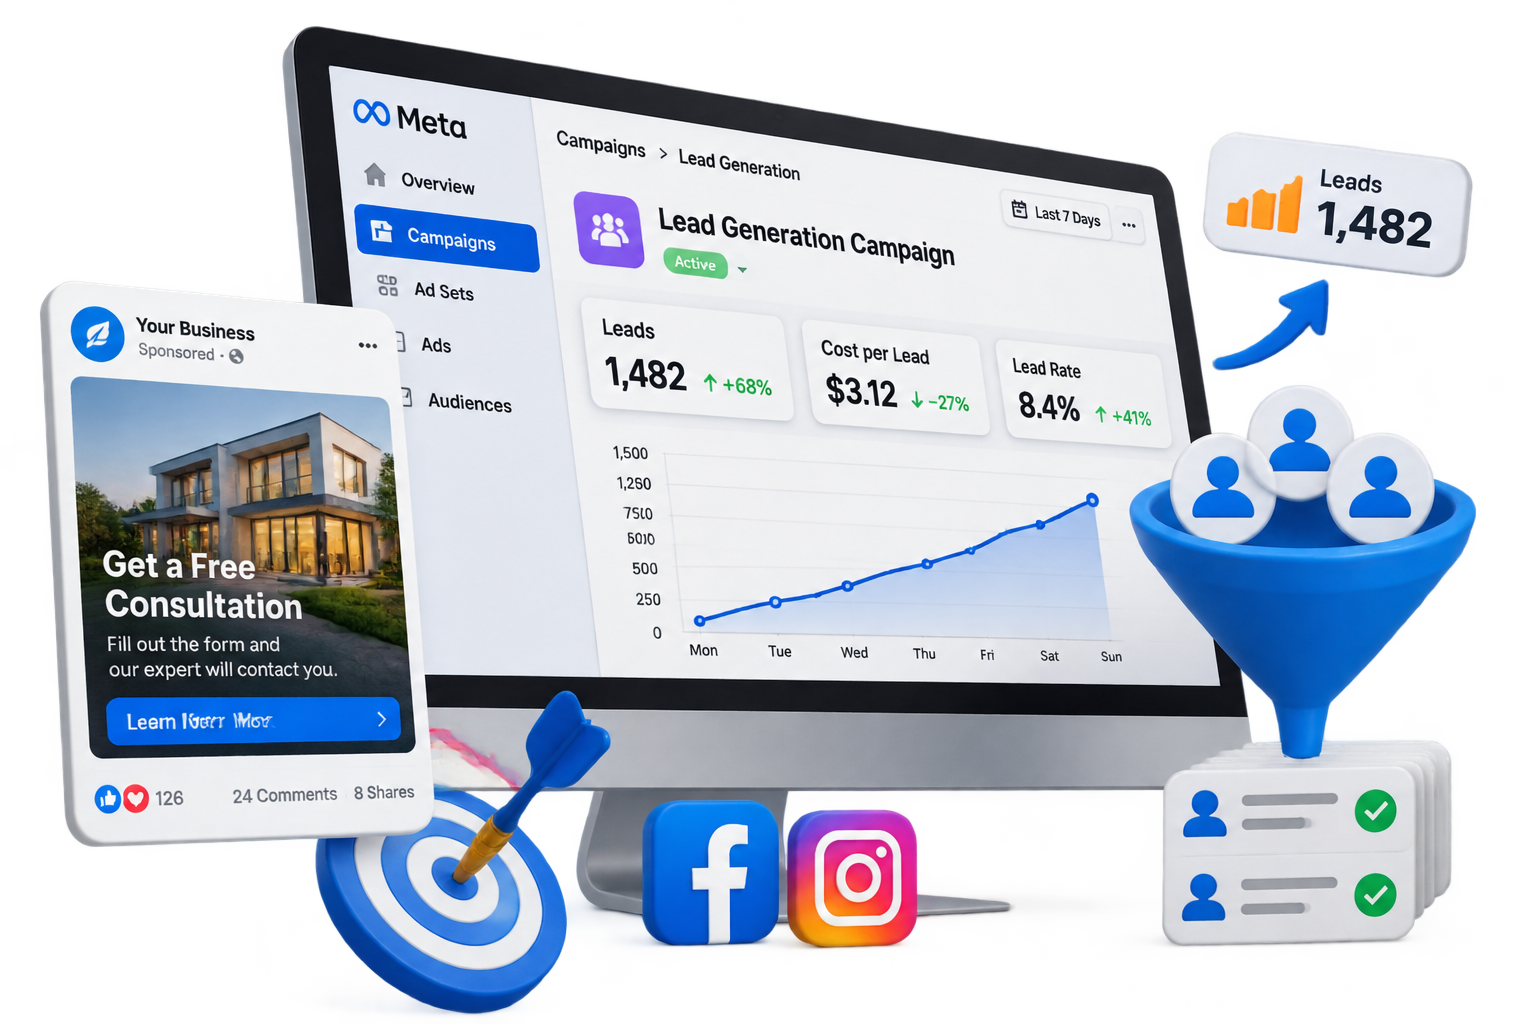 Meta
Overview
Campaigns
Ad Sets
Ads
Audiences
Campaigns > Lead Generation
Lead Generation Campaign
Active
Last 7 Days
Leads
1,482 ↑ +68%
Cost per Lead
$3.12 ↓ -27%
Lead Rate
8.4% ↑ +41%
1,500
1,250
750
500
250
0
Mon Tue Wed Thu Fri Sat Sun
Your Business
Sponsored ·
Get a Free
Consultation
Fill out the form and
our expert will contact you.
Learn
126 24 Comments 8 Shares
Leads
1,482